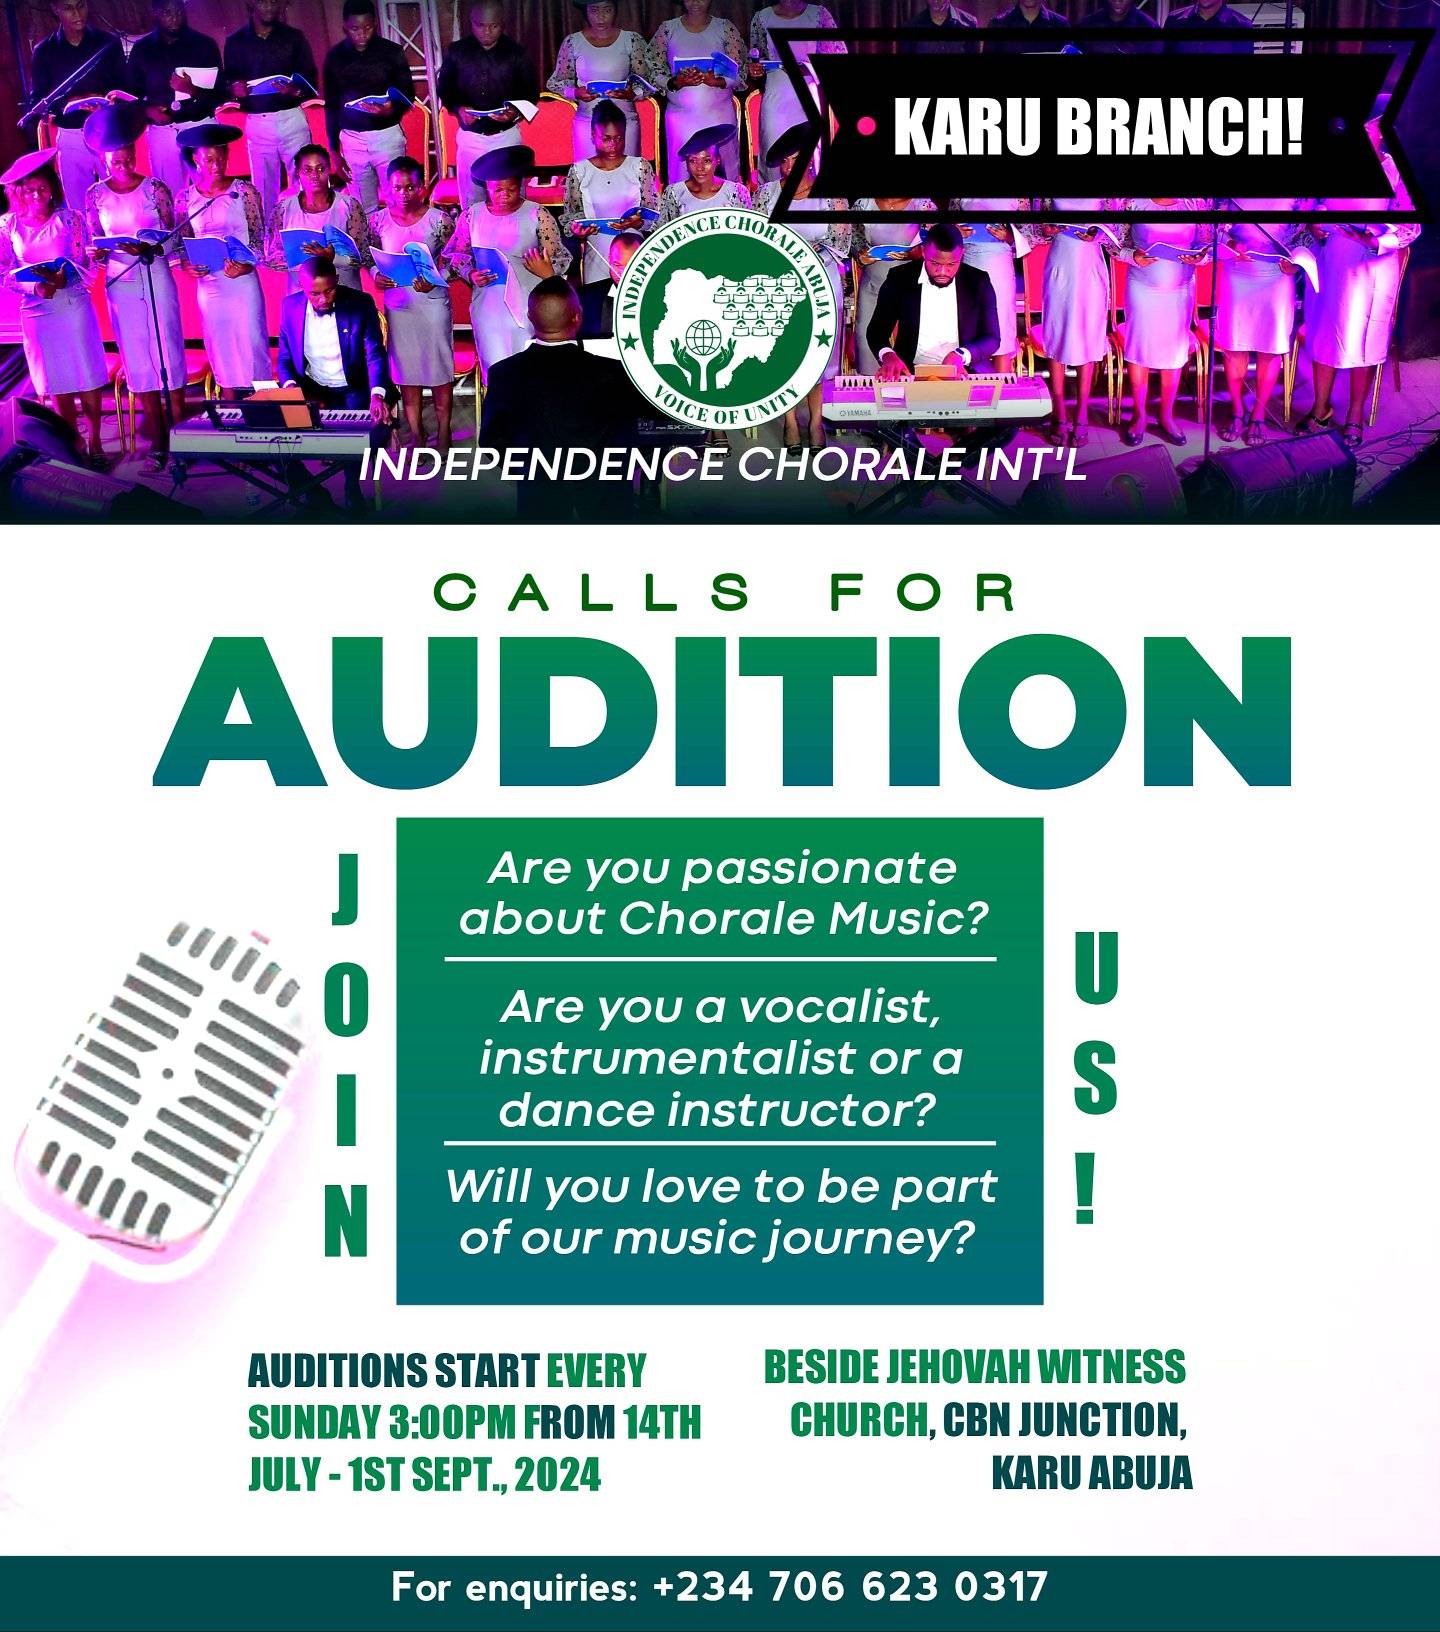 KARU BRANCH!
INDEPENDENCE CHORALE ABUJA
VOICE OF UNITY
YAMAHA
INDEPENDENCE CHORALE INT'L
CALLS FOR
AUDITION
JOIN
Are you passionate
about Chorale Music?
Are you a vocalist,
instrumentalist or a
dance instructor?
Will you love to be part
of our music journey?
US!
AUDITIONS START EVERY
SUNDAY 3:00PM FROM 14TH
JULY - 1ST SEPT., 2024
BESIDE JEHOVAH WITNESS
CHURCH, CBN JUNCTION,
KARU ABUJA
For enquiries: +234 706 623 0317